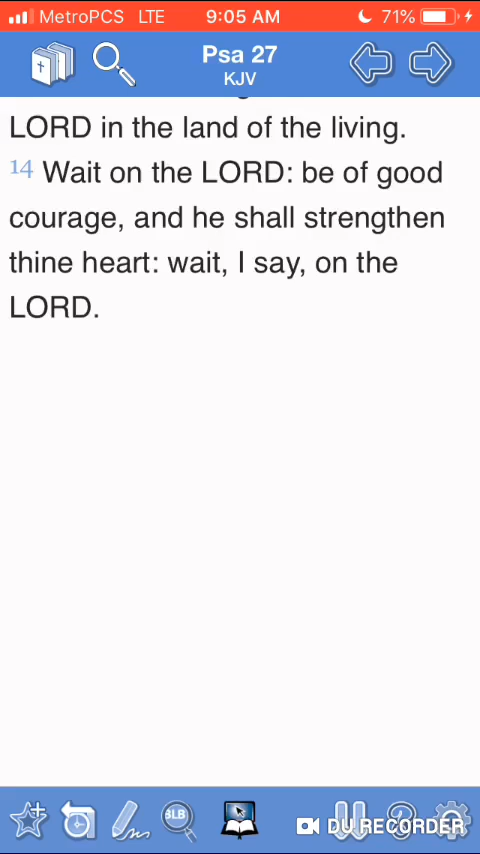 MetroPCS LTE 9:05 AM 71%
Psa 27
KJV
LORD in the land of the living.
14 Wait on the LORD: be of good
courage, and he shall strengthen
thine heart: wait, I say, on the
LORD.
BLB
DU RECORDER